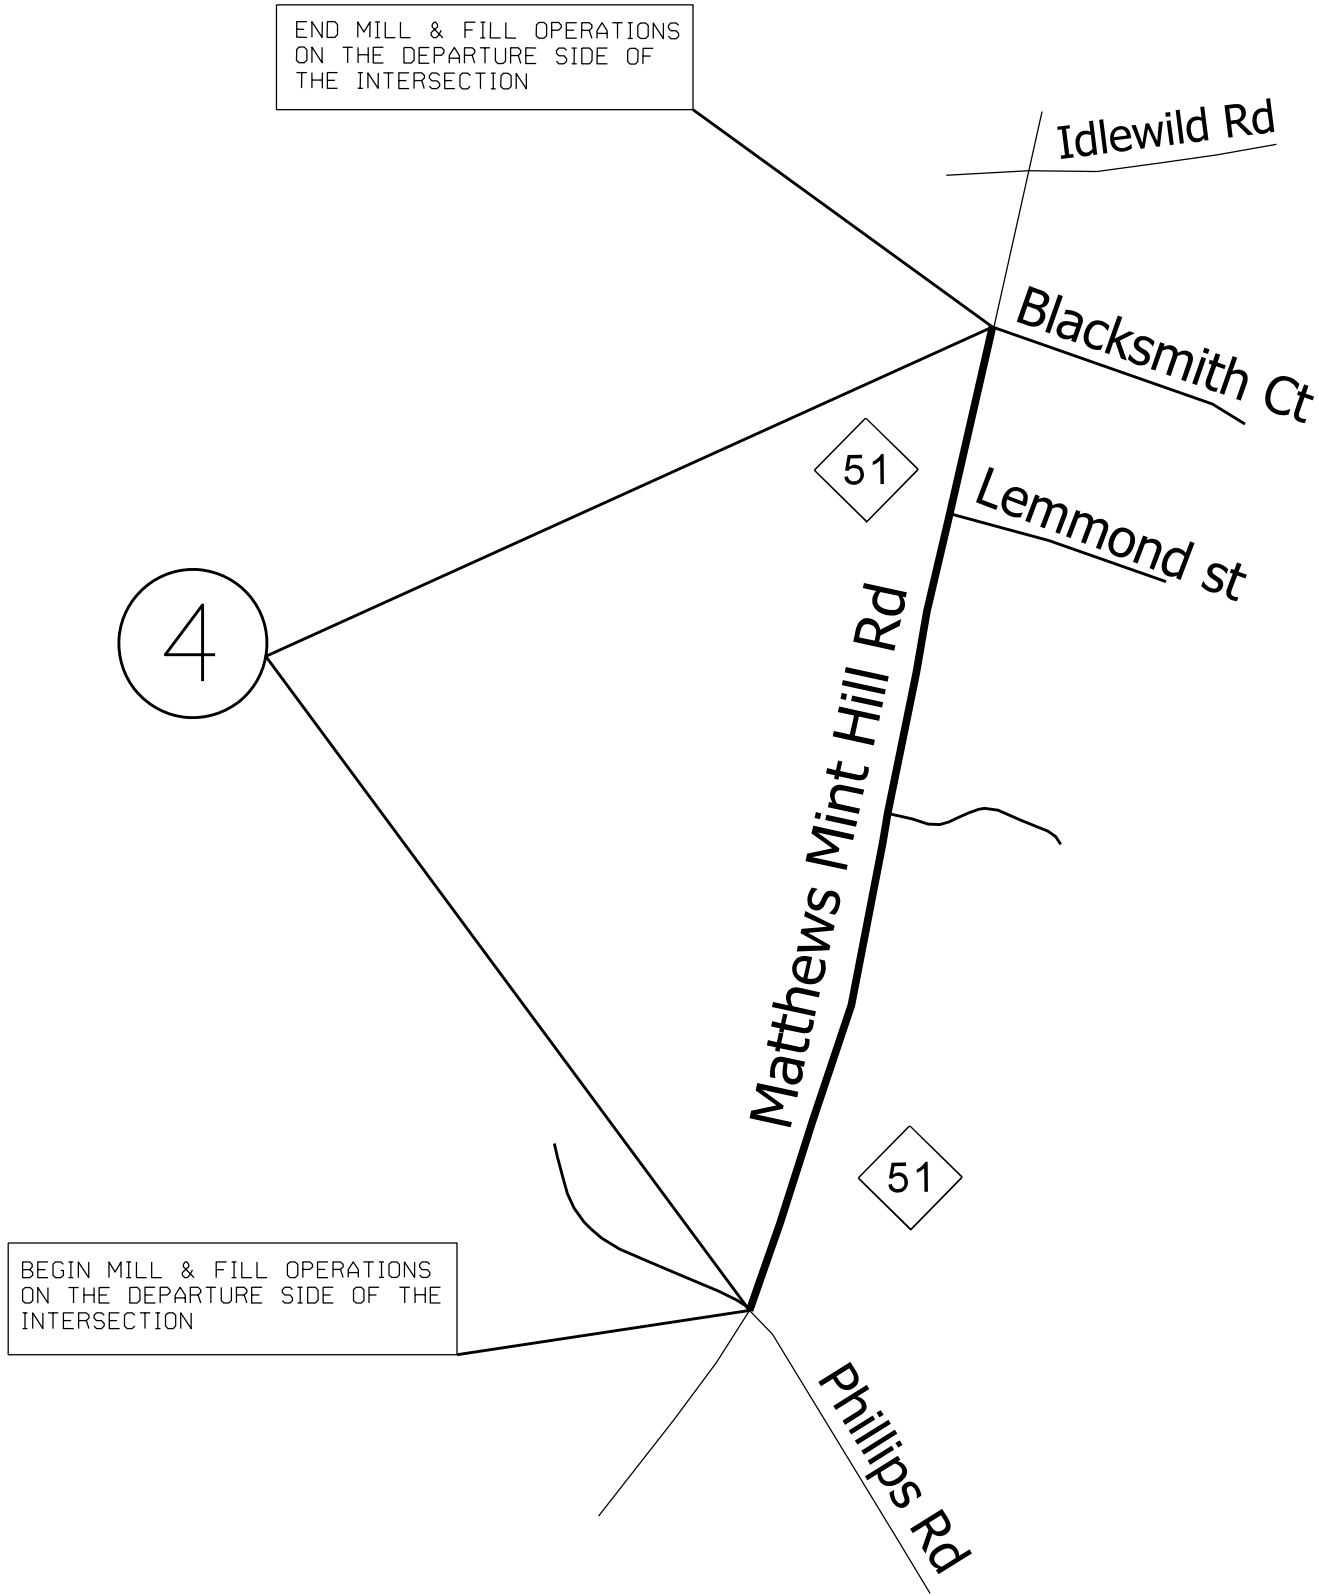 END MILL & FILL OPERATIONS
ON THE DEPARTURE SIDE OF
THE INTERSECTION
Idlewild Rd
Blacksmith Ct
51
Lemmond st
4
Matthews Mint Hill Rd
51
BEGIN MILL & FILL OPERATIONS
ON THE DEPARTURE SIDE OF THE
INTERSECTION
Phillips Rd